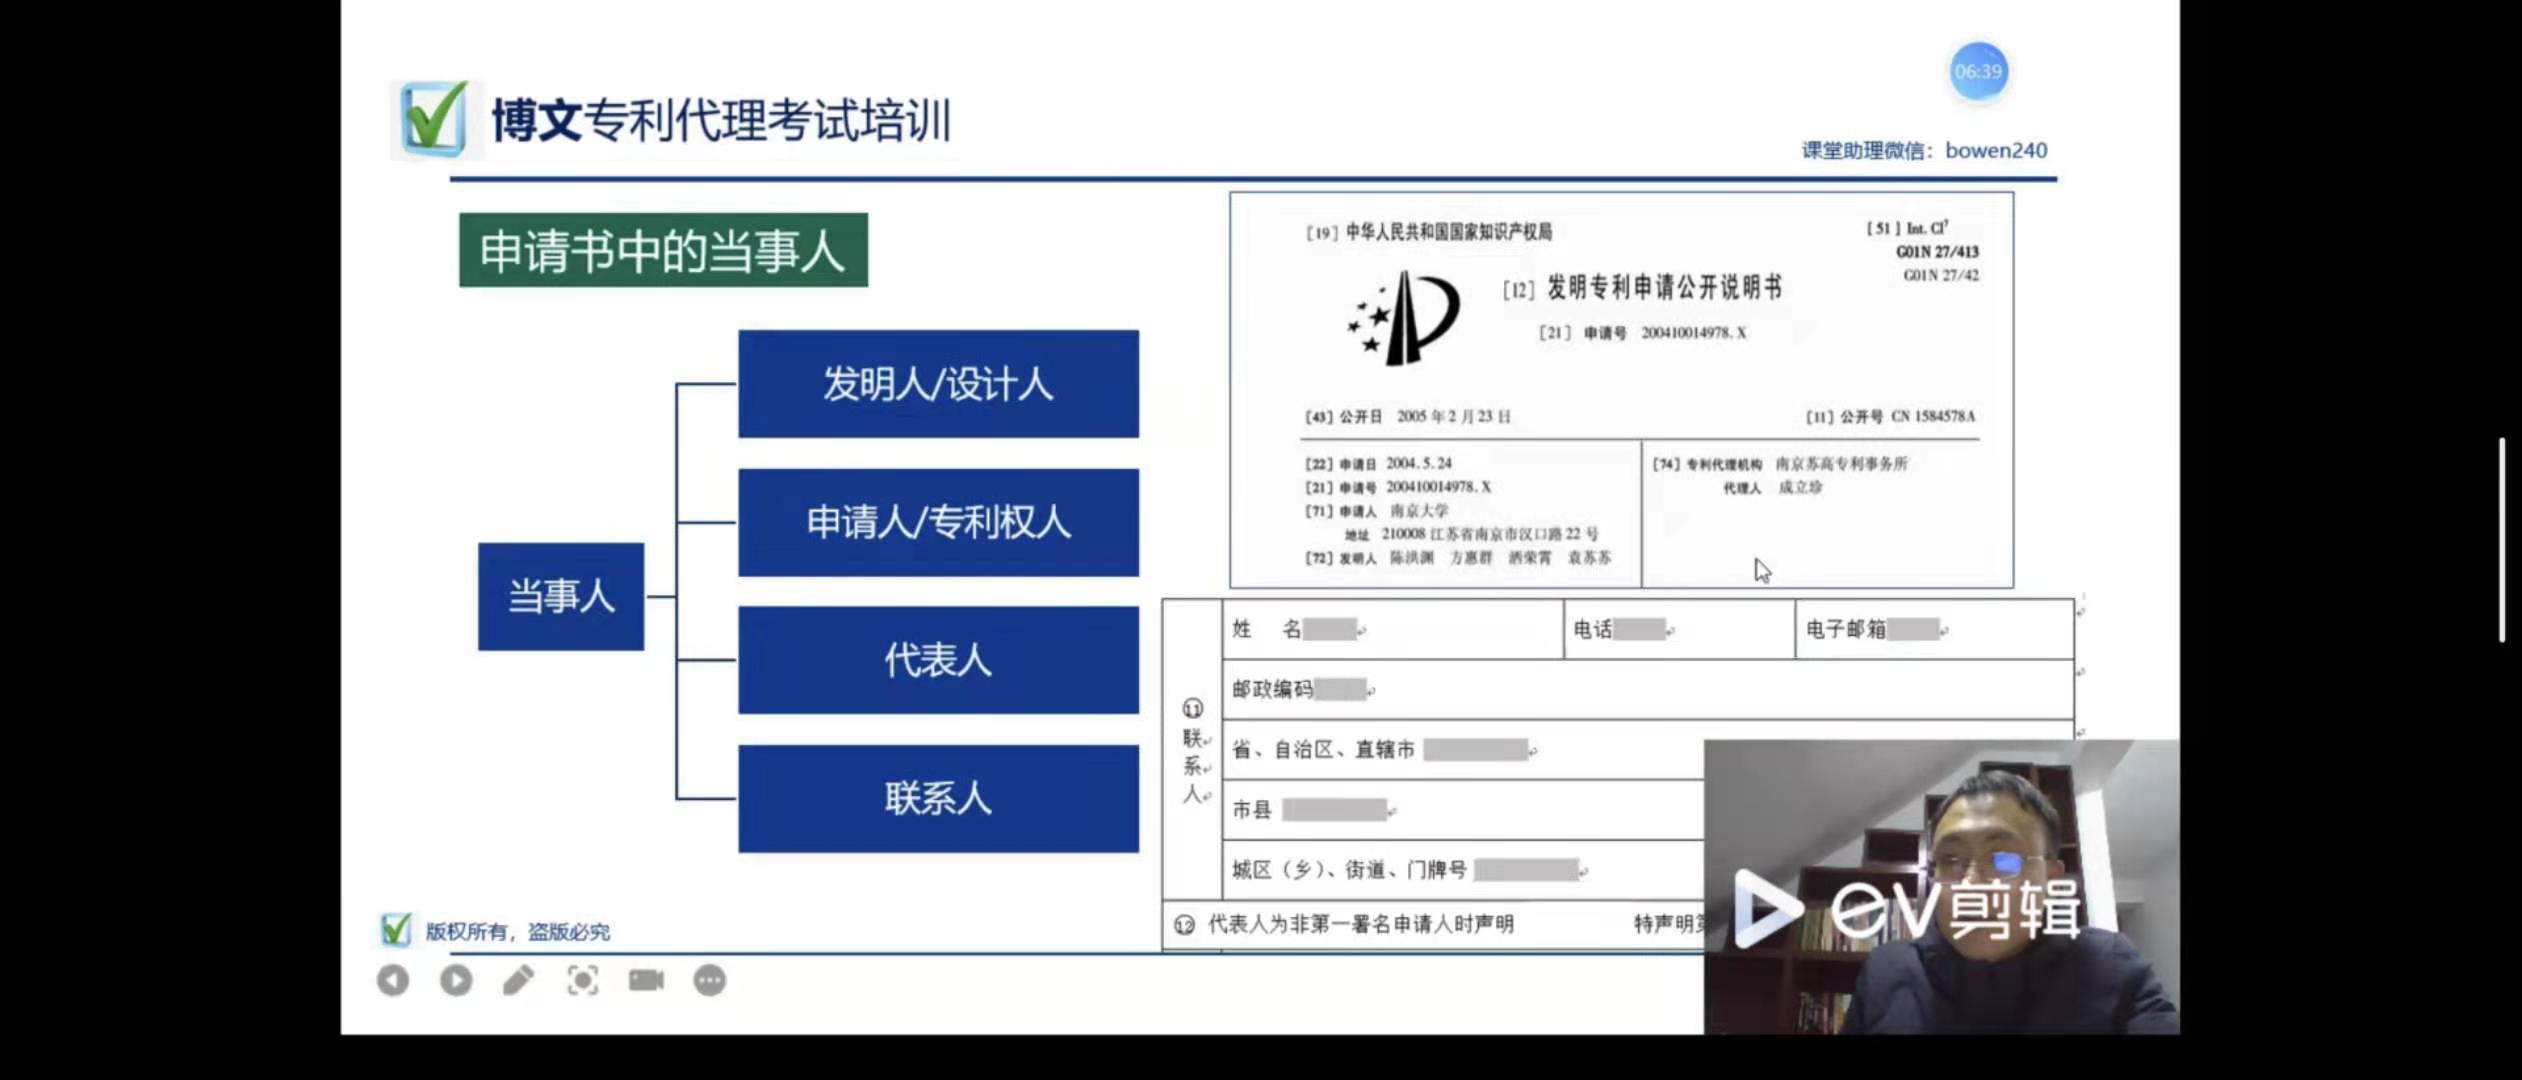 06:39
博文专利代理考试培训
课堂助理微信：bowen240
申请书中的当事人
当事人
发明人/设计人
申请人/专利权人
代表人
联系人
[19] 中华人民共和国国家知识产权局
[51] Int. Cl7
G01N 27/413
G01N 27/42
[12] 发明专利申请公开说明书
[21] 申请号 200410014978.X
[43] 公开日 2005年2月23日
[11] 公开号 CN 1584578A
[22] 申请日 2004.5.24
[21] 申请号 200410014978.X
[71] 申请人 南京大学
地址 210008 江苏省南京市汉口路22号
[72] 发明人 陈洪渊 方惠群 袁苏苏
[74] 专利代理机构 南京苏高专利事务所
代理人 成立珍
⑪联系人
姓 名
电话
电子邮箱
邮政编码
省、自治区、直辖市
市县
城区（乡）、街道、门牌号
⑫ 代表人为非第一署名申请人时声明 特声明
EV剪辑
版权所有，盗版必究